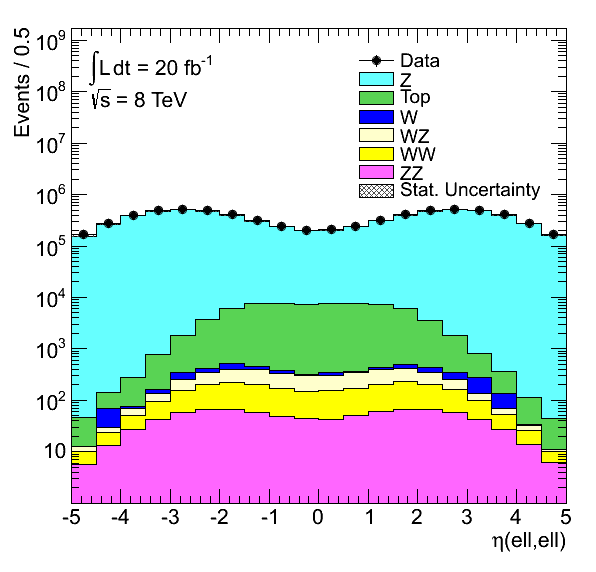 Events / 0.5
10⁹
10⁸
10⁷
10⁶
10⁵
10⁴
10³
10²
10
∫L dt = 20 fb⁻¹
√s = 8 TeV
Data
Z
Top
W
WZ
WW
ZZ
Stat. Uncertainty
-5 -4 -3 -2 -1 0 1 2 3 4 5
η(ell,ell)